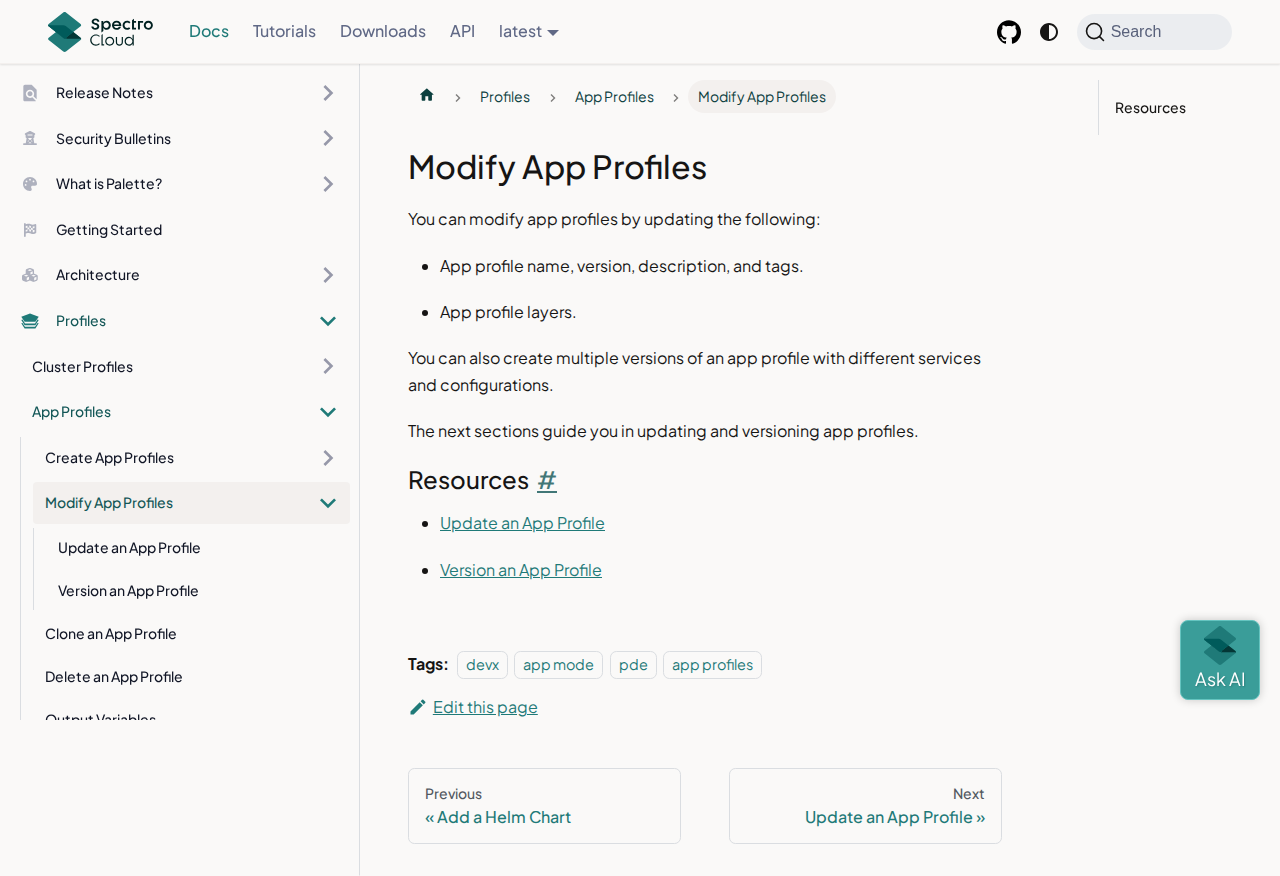 Spectro
Cloud
Docs
Tutorials
Downloads
API
latest
Search
Release Notes
Security Bulletins
What is Palette?
Getting Started
Architecture
Profiles
Cluster Profiles
App Profiles
Create App Profiles
Modify App Profiles
Update an App Profile
Version an App Profile
Clone an App Profile
Delete an App Profile
Output Variables
Profiles
App Profiles
Modify App Profiles
Modify App Profiles
You can modify app profiles by updating the following:
App profile name, version, description, and tags.
App profile layers.
You can also create multiple versions of an app profile with different services
and configurations.
The next sections guide you in updating and versioning app profiles.
Resources #
Update an App Profile
Version an App Profile
Tags: devx app mode pde app profiles
Edit this page
Previous
« Add a Helm Chart
Next
Update an App Profile »
Resources
Ask AI